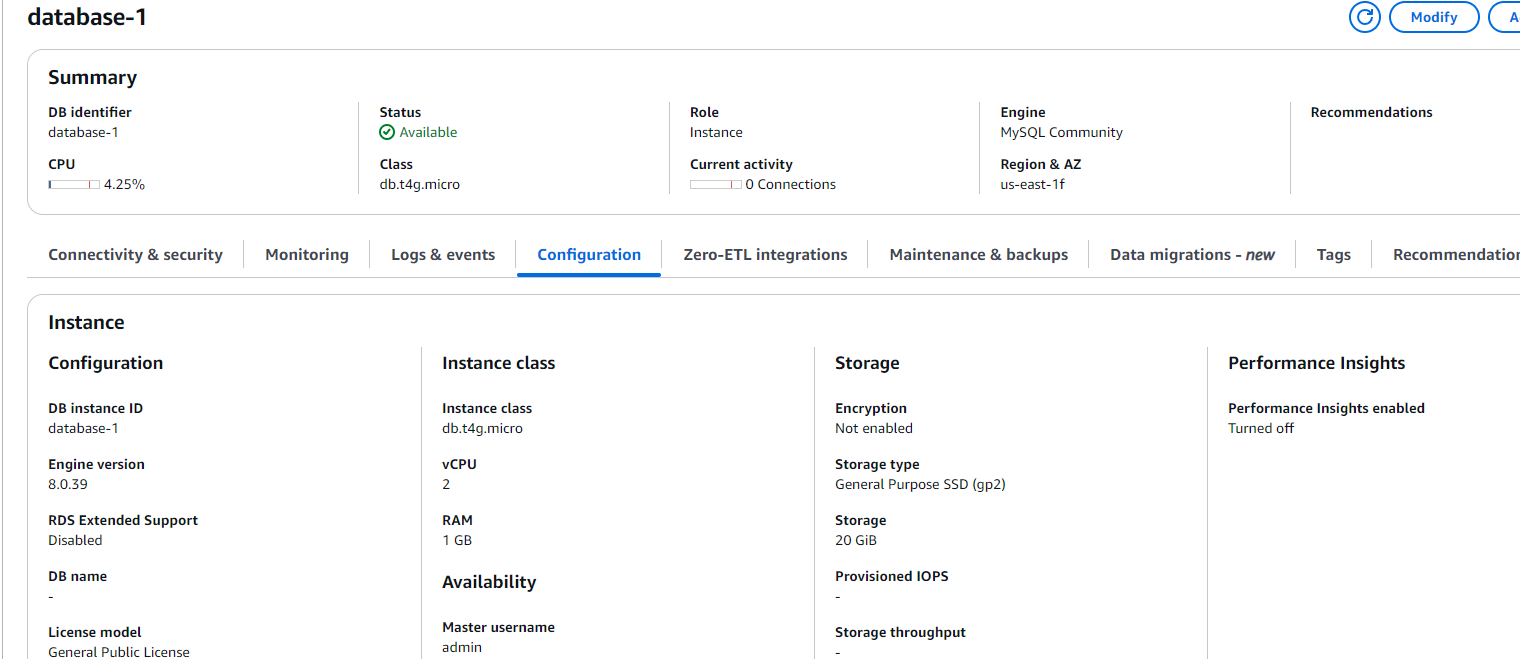 database-1
Modify
Summary
DB identifier
database-1
Status
Available
Role
Instance
Engine
MySQL Community
Recommendations
CPU
4.25%
Class
db.t4g.micro
Current activity
0 Connections
Region & AZ
us-east-1f
Connectivity & security
Monitoring
Logs & events
Configuration
Zero-ETL integrations
Maintenance & backups
Data migrations - new
Tags
Recommendation
Instance
Configuration
DB instance ID
database-1
Engine version
8.0.39
RDS Extended Support
Disabled
DB name
-
License model
General Public License
Instance class
Instance class
db.t4g.micro
vCPU
2
RAM
1 GB
Availability
Master username
admin
Storage
Encryption
Not enabled
Storage type
General Purpose SSD (gp2)
Storage
20 GiB
Provisioned IOPS
-
Storage throughput
-
Performance Insights
Performance Insights enabled
Turned off